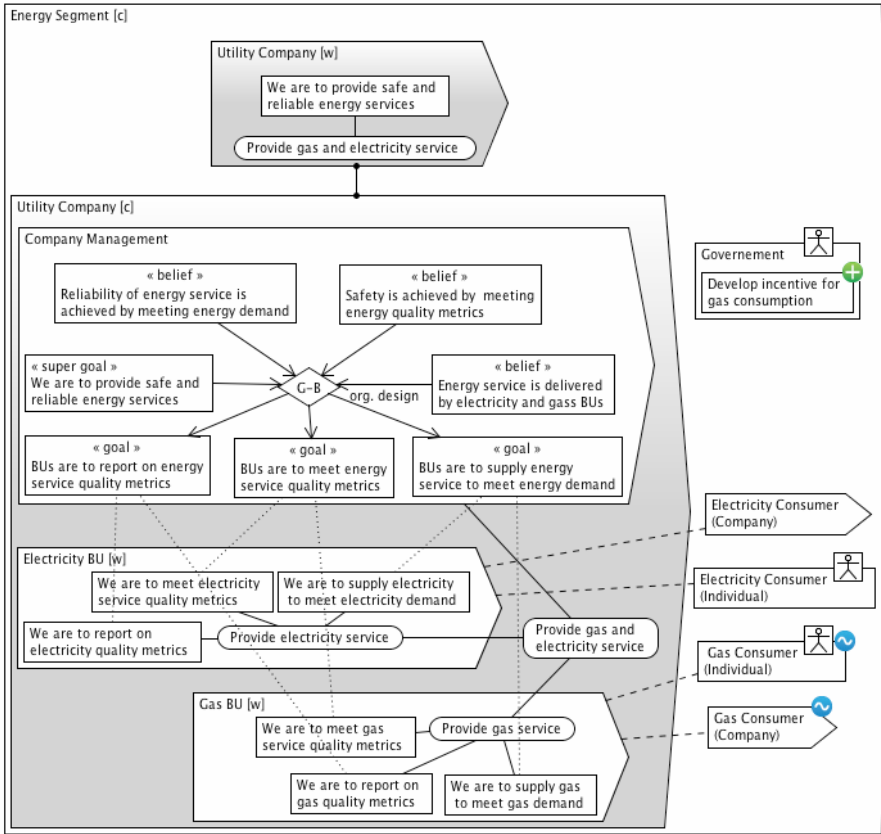 Energy Segment [c]
Utility Company [w]
We are to provide safe and
reliable energy services
Provide gas and electricity service
Utility Company [c]
Company Management
« belief »
Reliability of energy service is
achieved by meeting energy demand
« belief »
Safety is achieved by meeting
energy quality metrics
Governement
Develop incentive for
gas consumption
« super goal »
We are to provide safe and
reliable energy services
G-B
org. design
« belief »
Energy service is delivered
by electricity and gass BUs
« goal »
BUs are to report on energy
service quality metrics
« goal »
BUs are to meet energy
service quality metrics
« goal »
BUs are to supply energy
service to meet energy demand
Electricity Consumer
(Company)
Electricity BU [w]
We are to meet electricity
service quality metrics
We are to supply electricity
to meet electricity demand
Electricity Consumer
(Individual)
We are to report on
electricity quality metrics
Provide electricity service
Provide gas and
electricity service
Gas Consumer
(Individual)
Gas BU [w]
We are to meet gas
service quality metrics
Provide gas service
Gas Consumer
(Company)
We are to report on
gas quality metrics
We are to supply gas
to meet gas demand